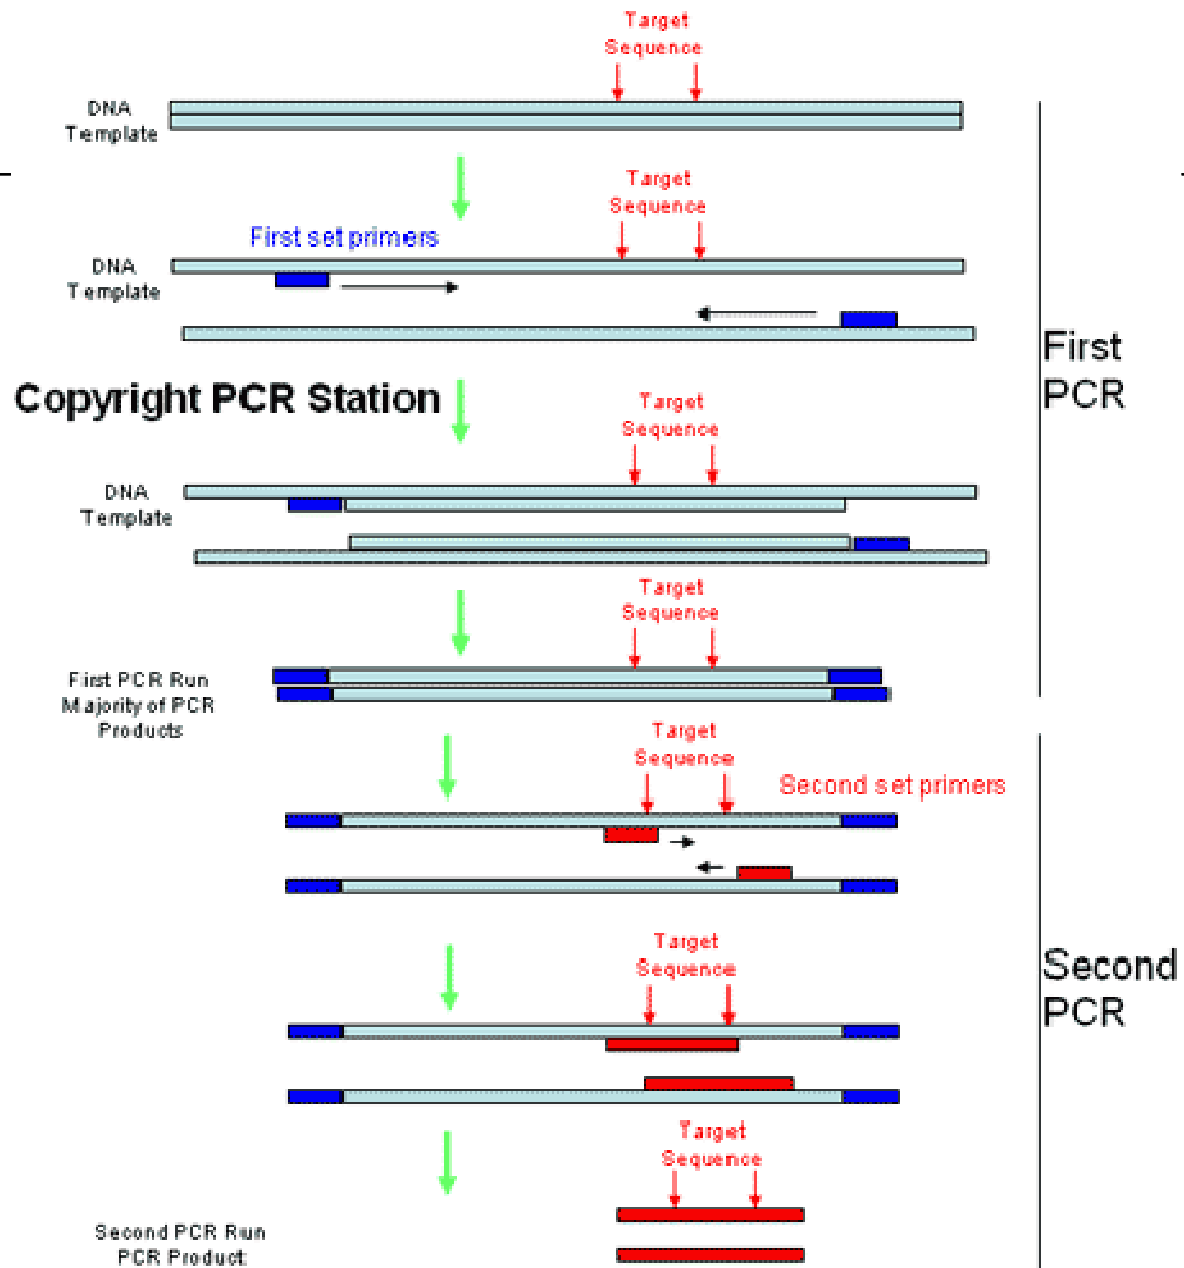 Target
Sequence
DNA
Template
Target
Sequence
First set primers
DNA
Template
First
PCR
Copyright PCR Station
Target
Sequence
DNA
Template
Target
Sequence
First PCR Run
Majority of PCR
Products
Target
Sequence
Second set primers
Target
Sequence
Second
PCR
Target
Sequence
Second PCR Run
PCR Product